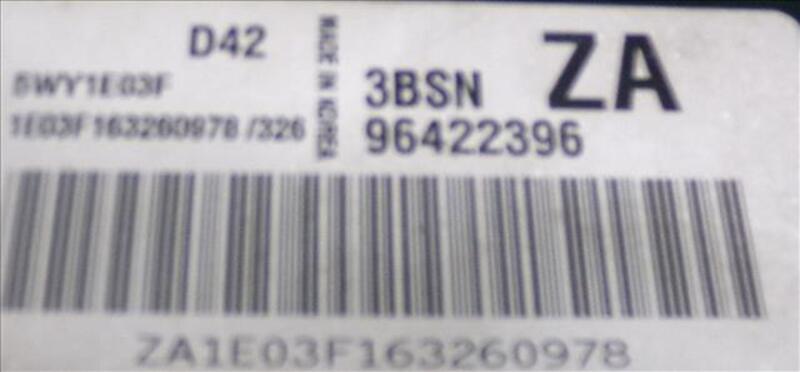 D42
5WY1E03F
1E03F163260978 /326
MADE IN KOREA
3BSN
ZA
96422396
ZA1E03F163260978